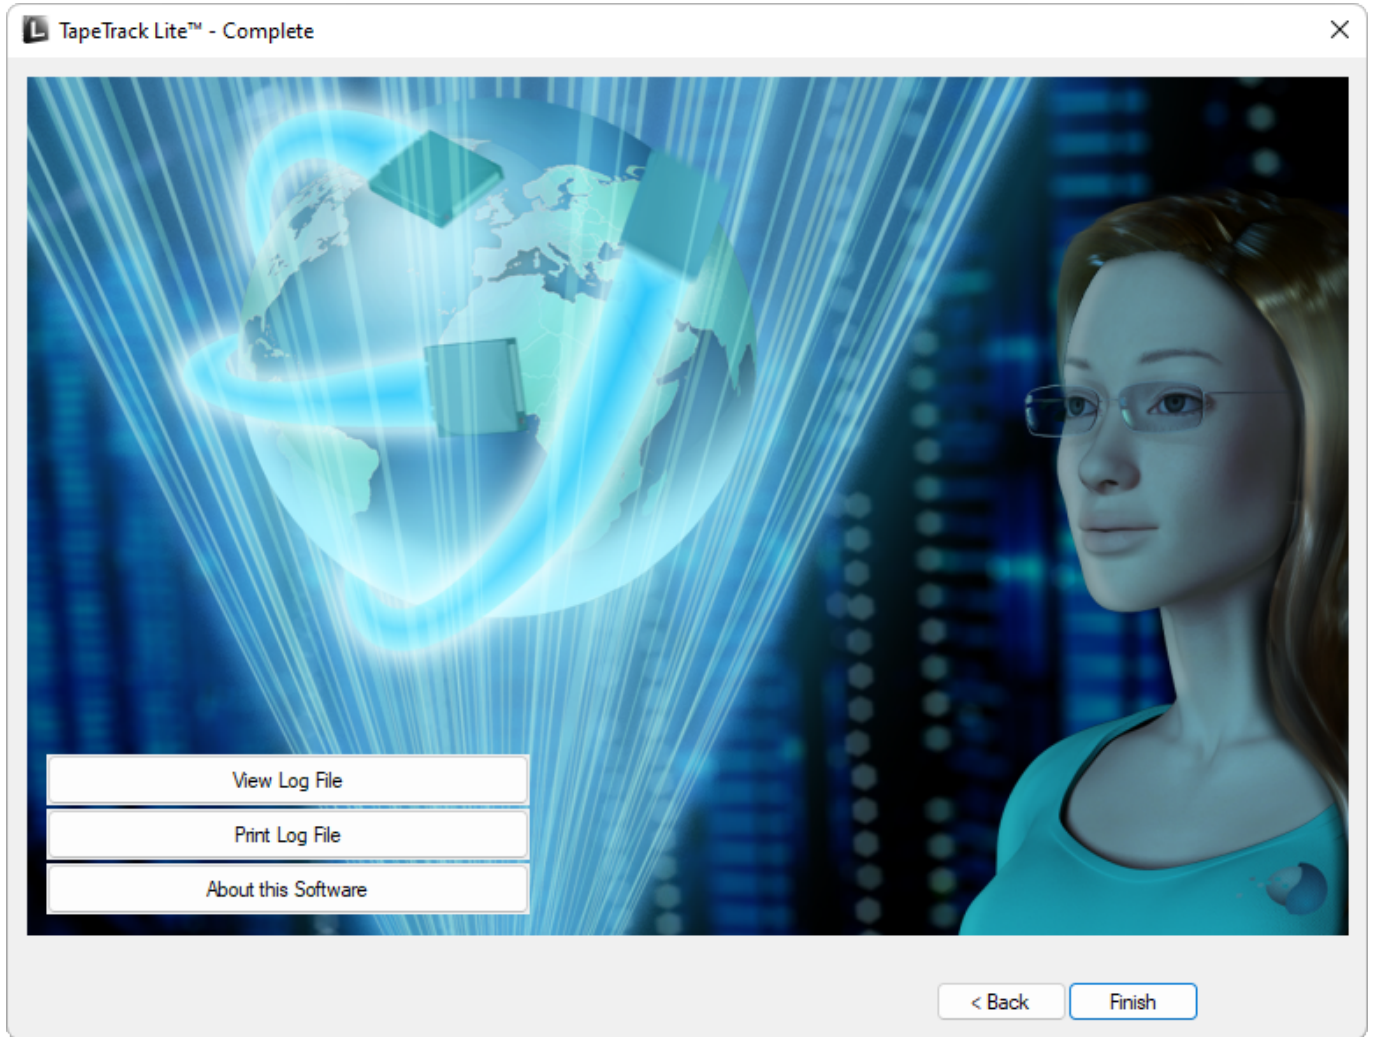 TapeTrack Lite™ - Complete
View Log File
Print Log File
About this Software
< Back
Finish